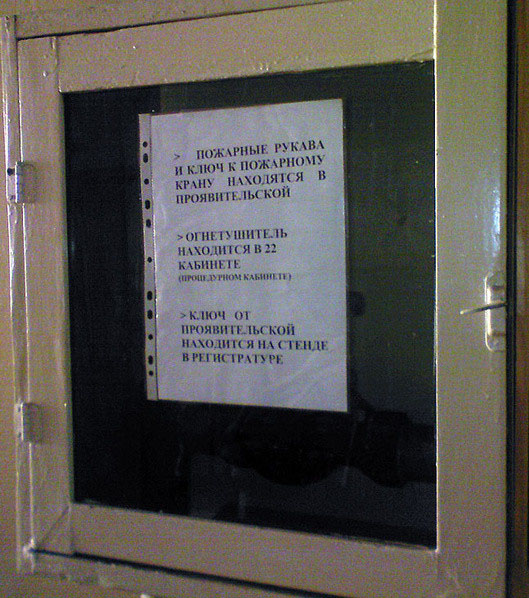 > ПОЖАРНЫЕ РУКАВА
И КЛЮЧ К ПОЖАРНОМУ
КРАНУ НАХОДЯТСЯ В
ПРОЯВИТЕЛЬСКОЙ
> ОГНЕТУШИТЕЛЬ
НАХОДИТСЯ В 22
КАБИНЕТЕ
(ПРОЦЕДУРНОМ КАБИНЕТЕ)
> КЛЮЧ ОТ
ПРОЯВИТЕЛЬСКОЙ
НАХОДИТСЯ НА СТЕНДЕ
В РЕГИСТРАТУРЕ